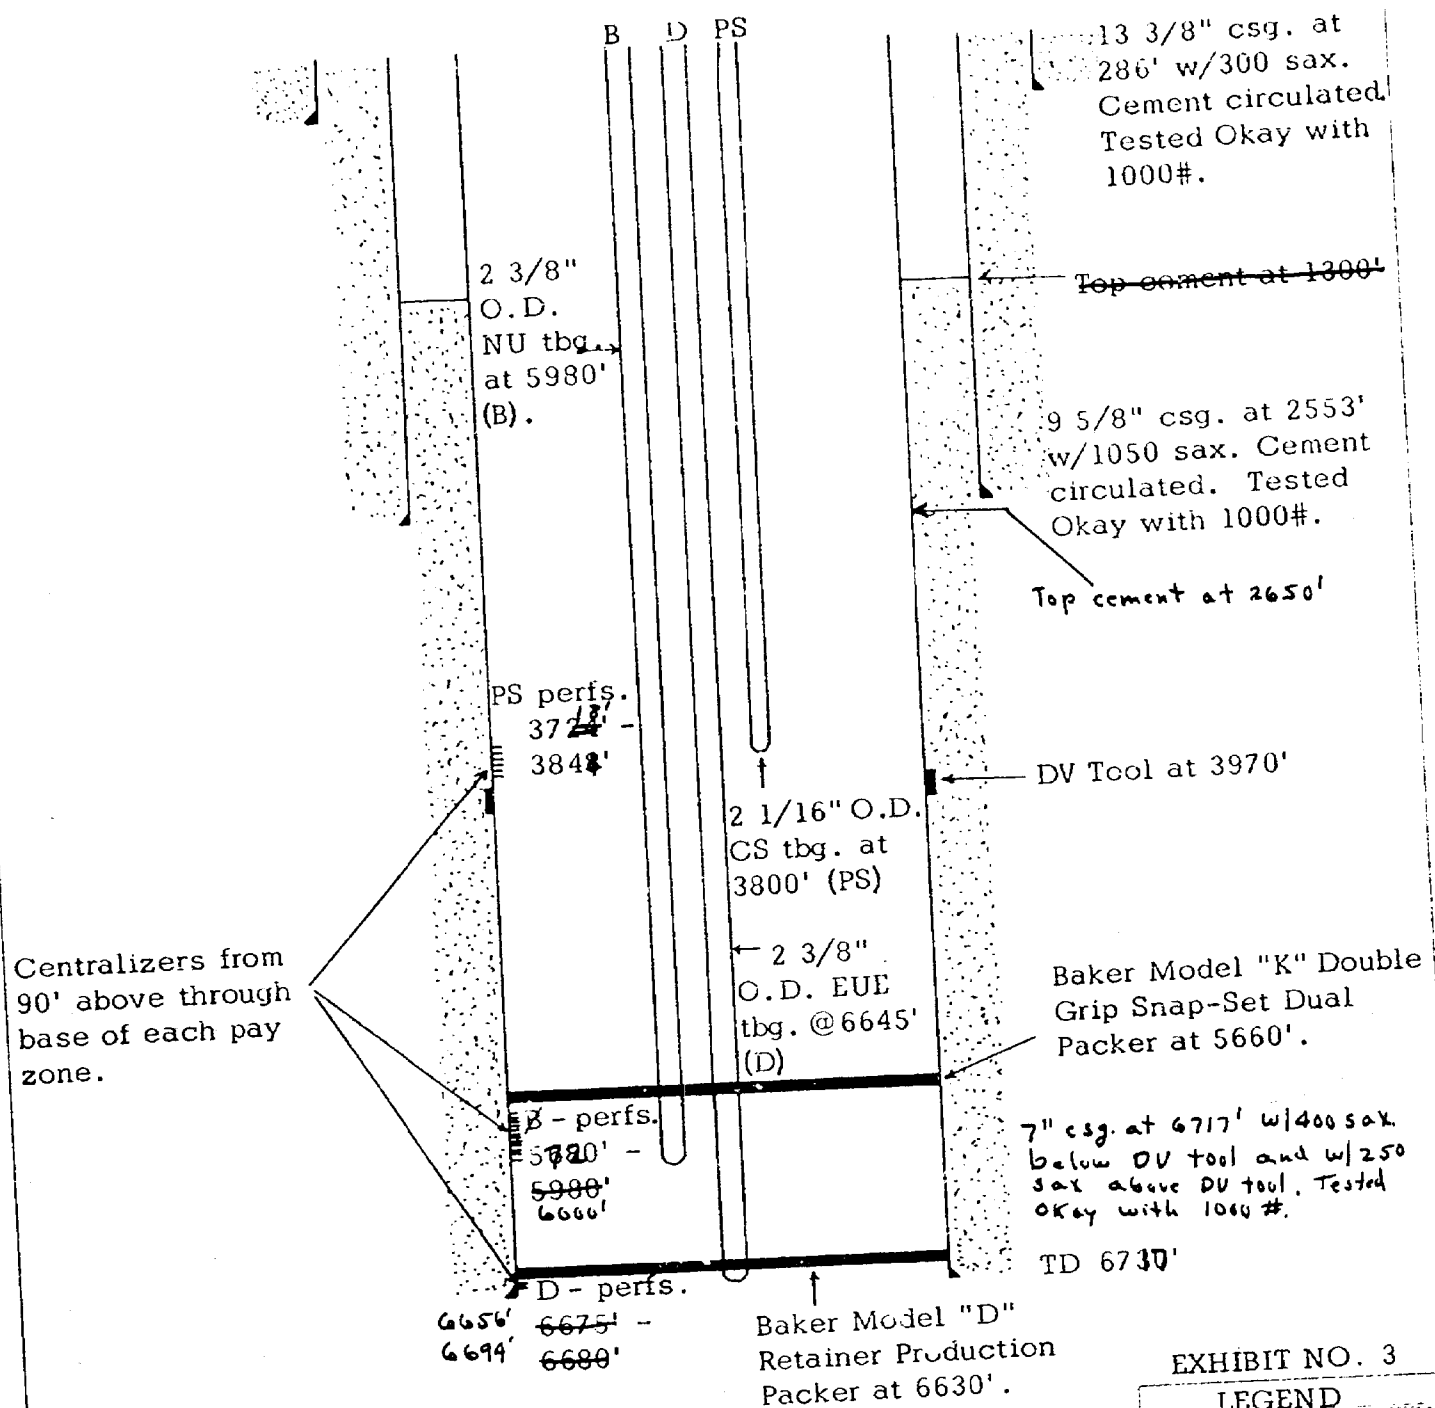 B D PS
13 3/8" csg. at
286' w/300 sax.
Cement circulated.
Tested Okay with
1000#.
2 3/8"
O.D.
NU tbg.
at 5980'
(B).
Top cement at 1300'
9 5/8" csg. at 2553'
w/1050 sax. Cement
circulated. Tested
Okay with 1000#.
Top cement at 2650'
PS perfs.
3718' -
DV Tool at 3970'
2 1/16" O.D.
CS tbg. at
3800' (PS)
2 3/8"
O.D. EUE
tbg. @6645'
(D)
Centralizers from
90' above through
base of each pay
zone.
Baker Model "K" Double
Grip Snap-Set Dual
Packer at 5660'.
B - perfs.
5980'
6000'
7" csg. at 6717' w/400 sax.
below DV tool and w/250
sax above DV tool. Tested
okay with 1000 #.
TD 6730'
D - perfs.
6656' 6675' -
6694' 6680'
Baker Model "D"
Retainer Production
Packer at 6630'.
EXHIBIT NO. 3
LEGEND